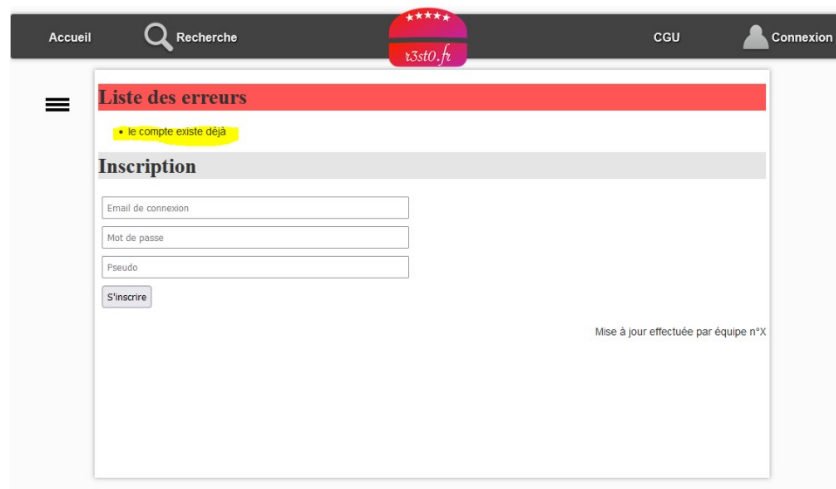 Accueil
Recherche
r3st0.fr
CGU
Connexion
Liste des erreurs
le compte existe déjà
Inscription
Email de connexion
Mot de passe
Pseudo
S'inscrire
Mise à jour effectuée par équipe n°X